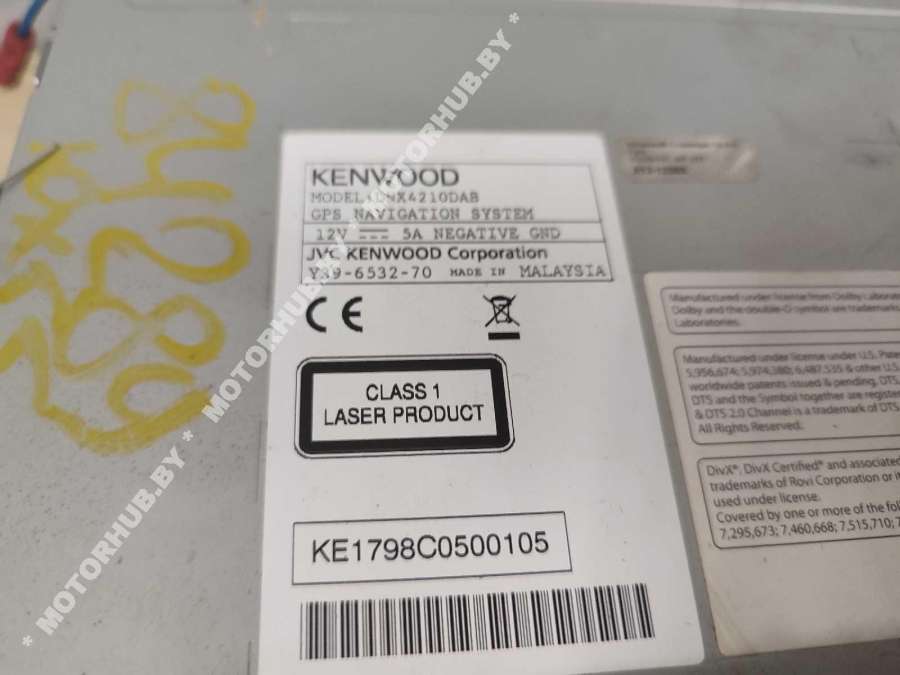 KENWOOD
MODEL: DNX4210DAB
GPS NAVIGATION SYSTEM
12V 5A NEGATIVE GND
JVC KENWOOD Corporation
Y39-6532-70 MADE IN MALAYSIA
CE
CLASS 1
LASER PRODUCT
KE1798C0500105
Manufactured under license from Dolby
Dolby and the double-D symbol are trademarks
Laboratories.
Manufactured under license under U.S.
5,956,674; 5,974,380; 6,487,535 & other U.S.
worldwide patents issued & pending. DTS
DTS and the Symbol together are
& DTS 2.0 Channel is a trademark of DTS
All Rights Reserved.
DivX®, DivX Certified® and associated
trademarks of Rovi Corporation or
used under license.
Covered by one or more of the
7,295,673; 7,460,668; 7,515,710;
* MOTORHUB.BY * MOTORHUB.BY * MOTORHUB.BY *